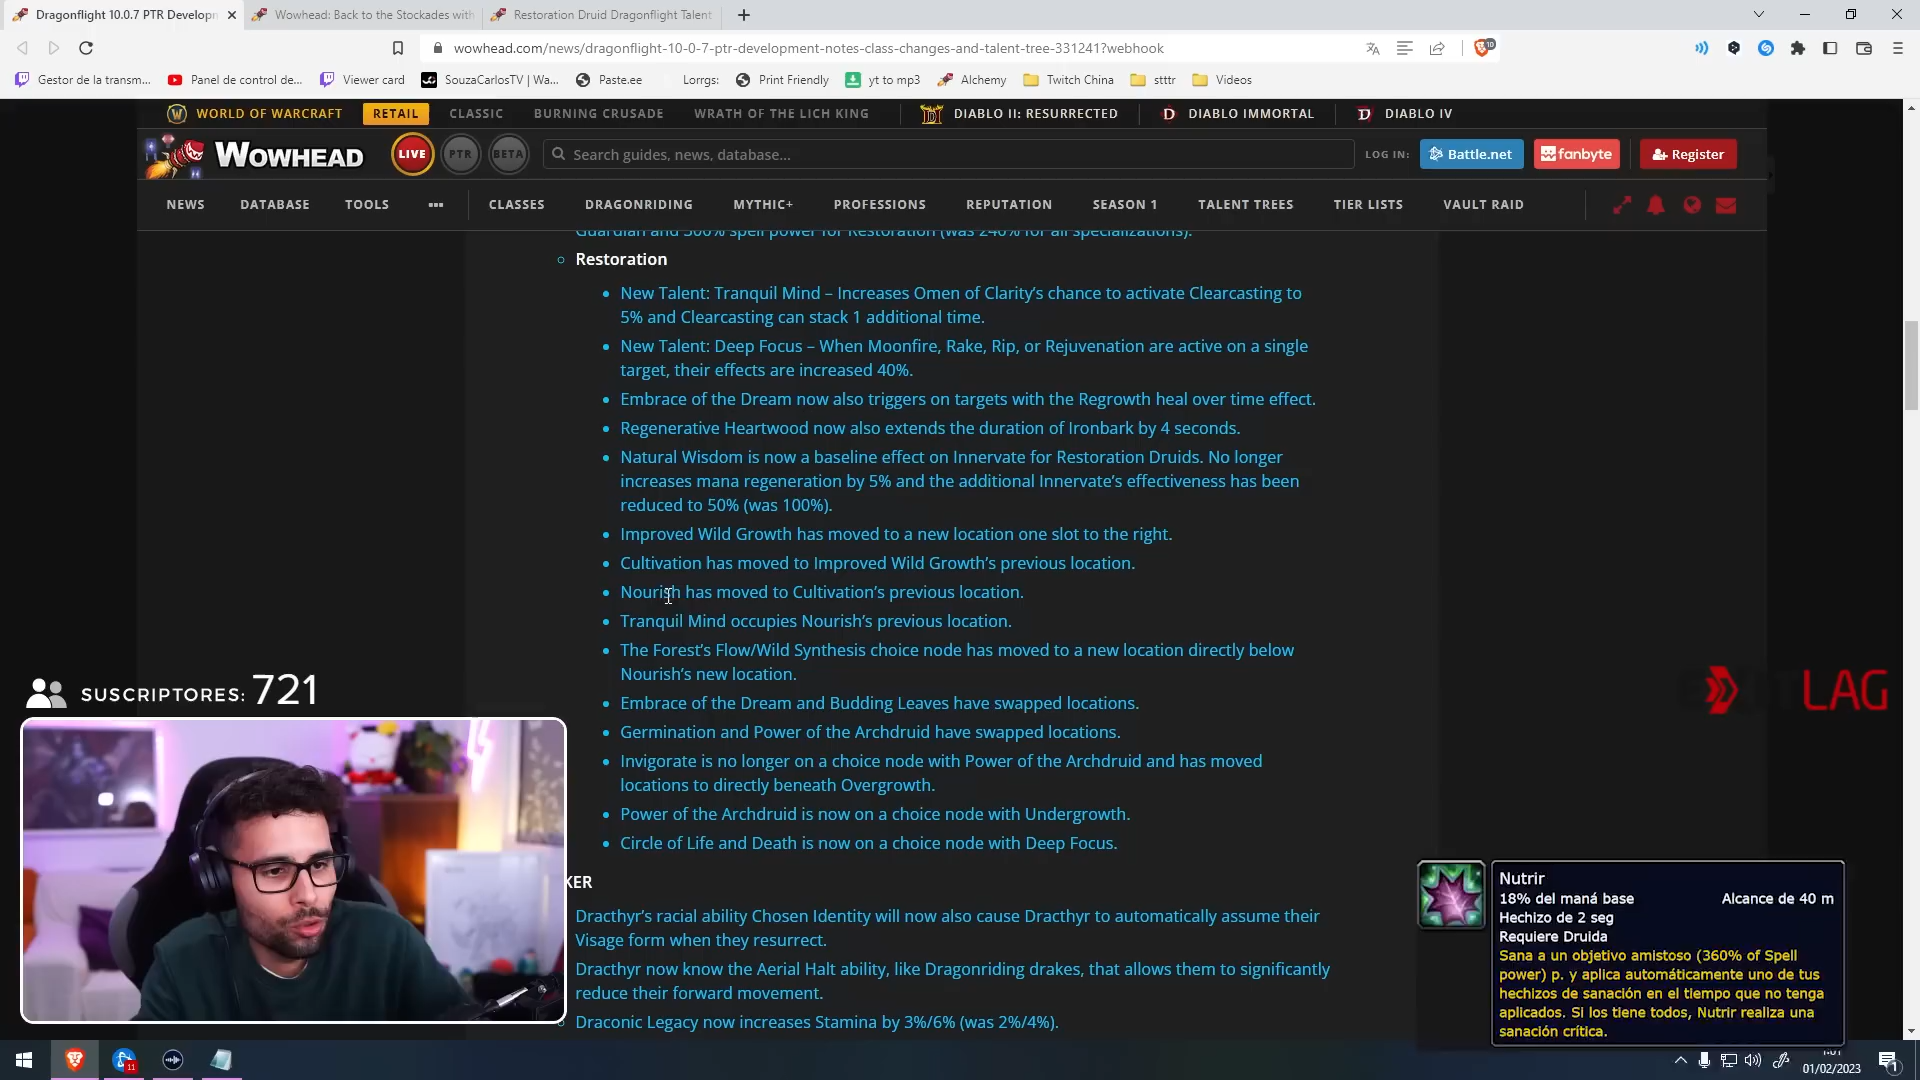 Dragonflight 10.0.7 PTR Developn
Wowhead: Back to the Stockades with
Restoration Druid Dragonflight Talent
wowhead.com/news/dragonflight-10-0-7-ptr-development-notes-class-changes-and-talent-tree-331241?webhook
10
Gestor de la transm...
Panel de control de...
Viewer card
SouzaCarlosTV | Wa...
Paste.ee
Lorrgs:
Print Friendly
yt to mp3
Alchemy
Twitch China
stttr
Videos
WORLD OF WARCRAFT
RETAIL
CLASSIC
BURNING CRUSADE
WRATH OF THE LICH KING
DIABLO II: RESURRECTED
DIABLO IMMORTAL
DIABLO IV
WOWHEAD
LIVE
PTR
BETA
Search guides, news, database...
LOG IN:
Battle.net
fanbyte
Register
NEWS
DATABASE
TOOLS
CLASSES
DRAGONRIDING
MYTHIC+
PROFESSIONS
REPUTATION
SEASON 1
TALENT TREES
TIER LISTS
VAULT RAID
Guardian and 300% spell power for Restoration (was 240% for all specializations).
Restoration
New Talent: Tranquil Mind – Increases Omen of Clarity’s chance to activate Clearcasting to
5% and Clearcasting can stack 1 additional time.
New Talent: Deep Focus – When Moonfire, Rake, Rip, or Rejuvenation are active on a single
target, their effects are increased 40%.
Embrace of the Dream now also triggers on targets with the Regrowth heal over time effect.
Regenerative Heartwood now also extends the duration of Ironbark by 4 seconds.
Natural Wisdom is now a baseline effect on Innervate for Restoration Druids. No longer
increases mana regeneration by 5% and the additional Innervate’s effectiveness has been
reduced to 50% (was 100%).
Improved Wild Growth has moved to a new location one slot to the right.
Cultivation has moved to Improved Wild Growth’s previous location.
Nourish has moved to Cultivation’s previous location.
Tranquil Mind occupies Nourish’s previous location.
The Forest’s Flow/Wild Synthesis choice node has moved to a new location directly below
Nourish’s new location.
Embrace of the Dream and Budding Leaves have swapped locations.
Germination and Power of the Archdruid have swapped locations.
Invigorate is no longer on a choice node with Power of the Archdruid and has moved
locations to directly beneath Overgrowth.
Power of the Archdruid is now on a choice node with Undergrowth.
Circle of Life and Death is now on a choice node with Deep Focus.
KER
Dracthyr’s racial ability Chosen Identity will now also cause Dracthyr to automatically assume their
Visage form when they resurrect.
Dracthyr now know the Aerial Halt ability, like Dragonriding drakes, that allows them to significantly
reduce their forward movement.
Draconic Legacy now increases Stamina by 3%/6% (was 2%/4%).
SUSCRIPTORES: 721
LAG
Nutrir
18% del maná base Alcance de 40 m
Hechizo de 2 seg
Requiere Druida
Sana a un objetivo amistoso (360% of Spell
power) p. y aplica automáticamente uno de tus
hechizos de sanación en el tiempo que no tenga
aplicados. Si los tiene todos, Nutrir realiza una
sanación crítica.
11
01/02/2023
1